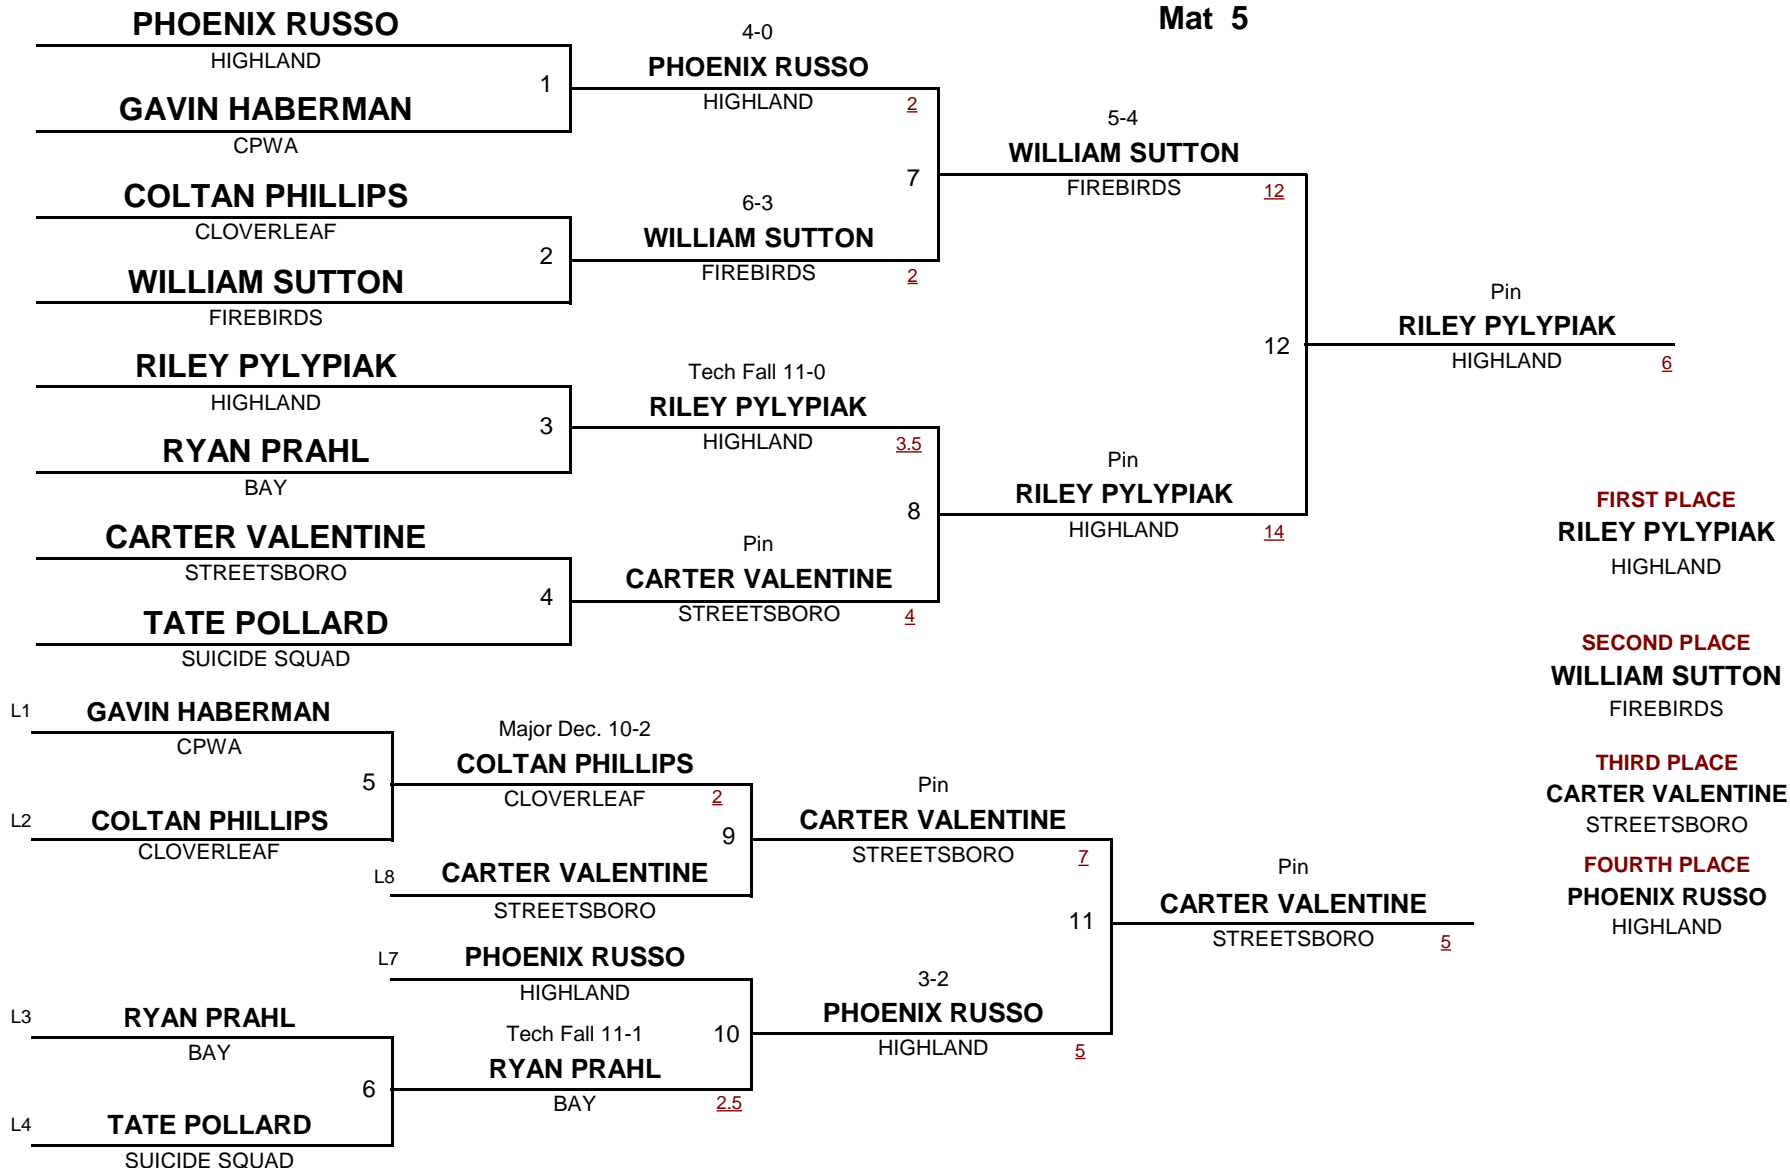 Mat 5
PHOENIX RUSSO
HIGHLAND
1
GAVIN HABERMAN
CPWA
COLTAN PHILLIPS
CLOVERLEAF
2
WILLIAM SUTTON
FIREBIRDS
RILEY PYLYPIAK
HIGHLAND
3
RYAN PRAHL
BAY
CARTER VALENTINE
STREETSBORO
4
TATE POLLARD
SUICIDE SQUAD
4-0
PHOENIX RUSSO
HIGHLAND 2
7
6-3
WILLIAM SUTTON
FIREBIRDS 2
Tech Fall 11-0
RILEY PYLYPIAK
HIGHLAND 3.5
8
Pin
CARTER VALENTINE
STREETSBORO 4
5-4
WILLIAM SUTTON
FIREBIRDS 12
12
Pin
RILEY PYLYPIAK
HIGHLAND 14
Pin
RILEY PYLYPIAK
HIGHLAND 6
L1 GAVIN HABERMAN
CPWA
5
L2 COLTAN PHILLIPS
CLOVERLEAF
L3 RYAN PRAHL
BAY
6
L4 TATE POLLARD
SUICIDE SQUAD
Major Dec. 10-2
COLTAN PHILLIPS
CLOVERLEAF 2
9
L8 CARTER VALENTINE
STREETSBORO
L7 PHOENIX RUSSO
HIGHLAND
10
Tech Fall 11-1
RYAN PRAHL
BAY 2.5
Pin
CARTER VALENTINE
STREETSBORO 7
11
3-2
PHOENIX RUSSO
HIGHLAND 5
Pin
CARTER VALENTINE
STREETSBORO 5
FIRST PLACE
RILEY PYLYPIAK
HIGHLAND
SECOND PLACE
WILLIAM SUTTON
FIREBIRDS
THIRD PLACE
CARTER VALENTINE
STREETSBORO
FOURTH PLACE
PHOENIX RUSSO
HIGHLAND